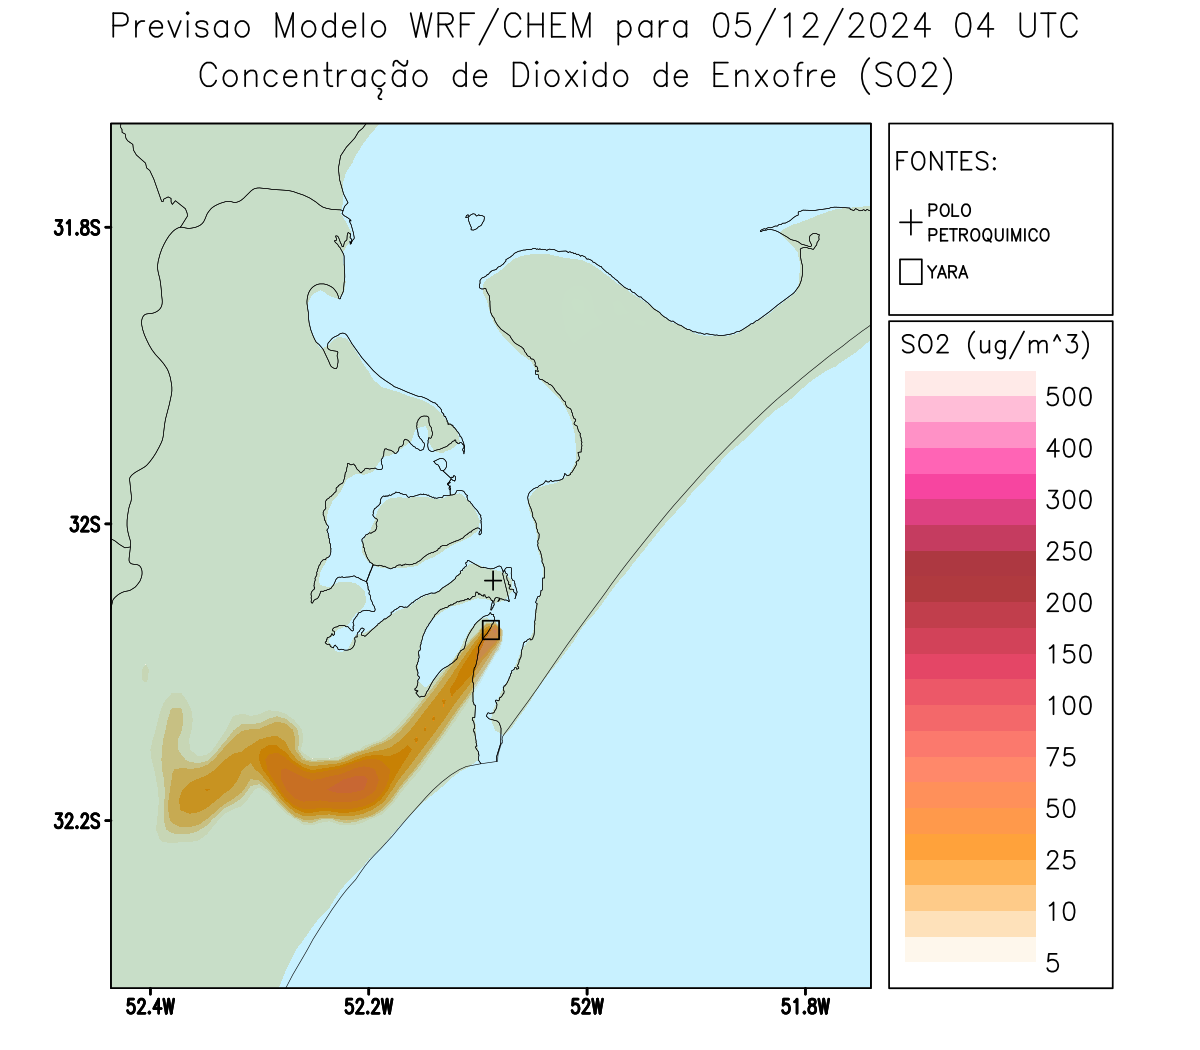 Previsao Modelo WRF/CHEM para 05/12/2024 04 UTC
Concentração de Dioxido de Enxofre (SO2)
FONTES:
POLO
PETROQUIMICO
YARA
31.8S
32S
32.2S
52.4W
52.2W
52W
51.8W
SO2 (ug/m^3)
500
400
300
250
200
150
100
75
50
25
10
5